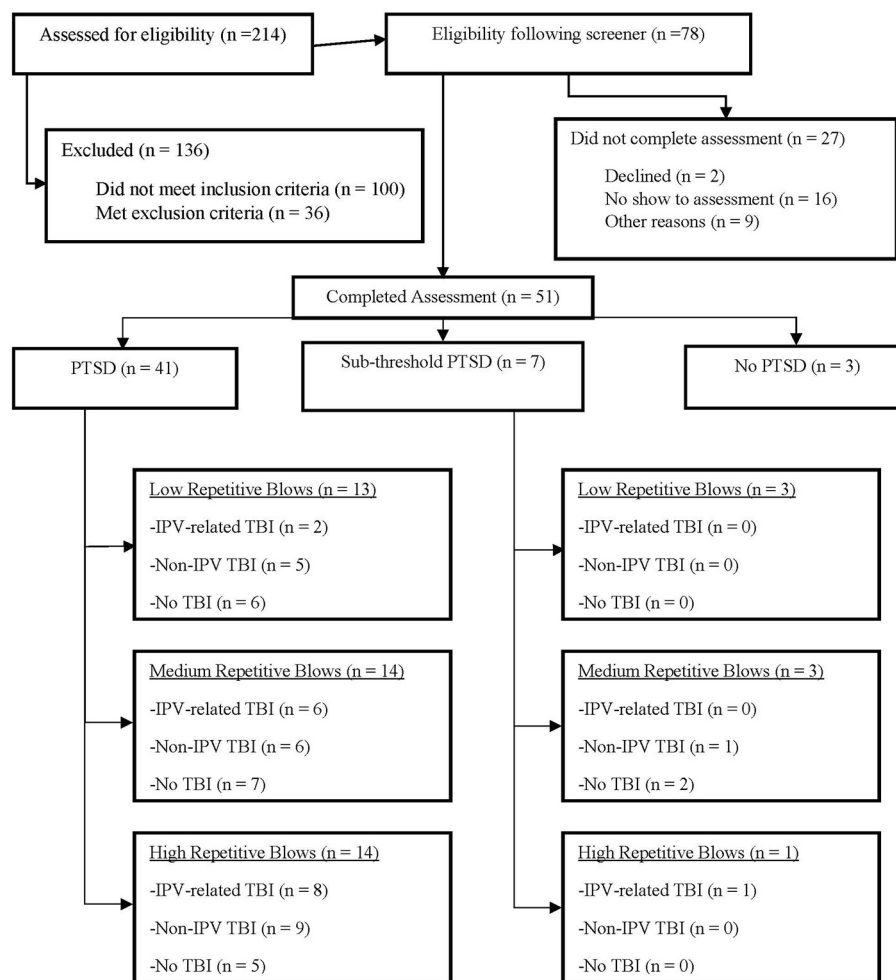 Assessed for eligibility (n =214)
Eligibility following screener (n =78)
Excluded (n = 136)
Did not meet inclusion criteria (n = 100)
Met exclusion criteria (n = 36)
Did not complete assessment (n = 27)
Declined (n = 2)
No show to assessment (n = 16)
Other reasons (n = 9)
Completed Assessment (n = 51)
PTSD (n = 41)
Sub-threshold PTSD (n = 7)
No PTSD (n = 3)
Low Repetitive Blows (n = 13)
-IPV-related TBI (n = 2)
-Non-IPV TBI (n = 5)
-No TBI (n = 6)
Low Repetitive Blows (n = 3)
-IPV-related TBI (n = 0)
-Non-IPV TBI (n = 0)
-No TBI (n = 0)
Medium Repetitive Blows (n = 14)
-IPV-related TBI (n = 6)
-Non-IPV TBI (n = 6)
-No TBI (n = 7)
Medium Repetitive Blows (n = 3)
-IPV-related TBI (n = 0)
-Non-IPV TBI (n = 1)
-No TBI (n = 2)
High Repetitive Blows (n = 14)
-IPV-related TBI (n = 8)
-Non-IPV TBI (n = 9)
-No TBI (n = 5)
High Repetitive Blows (n = 1)
-IPV-related TBI (n = 1)
-Non-IPV TBI (n = 0)
-No TBI (n = 0)